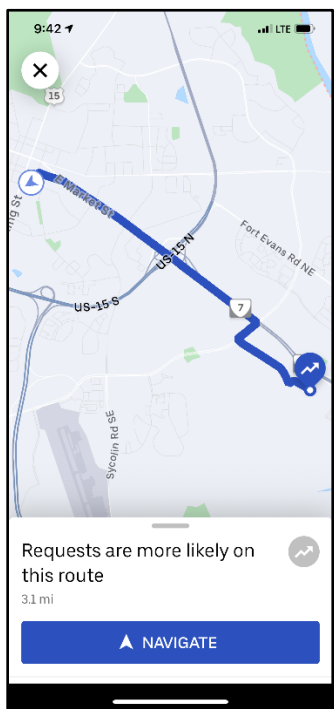 9:42
LTE
15
E Market St
US-15 N
Fort Evans Rd NE
US-15 S
7
Sycolin Rd SE
Requests are more likely on
this route
3.1 mi
NAVIGATE